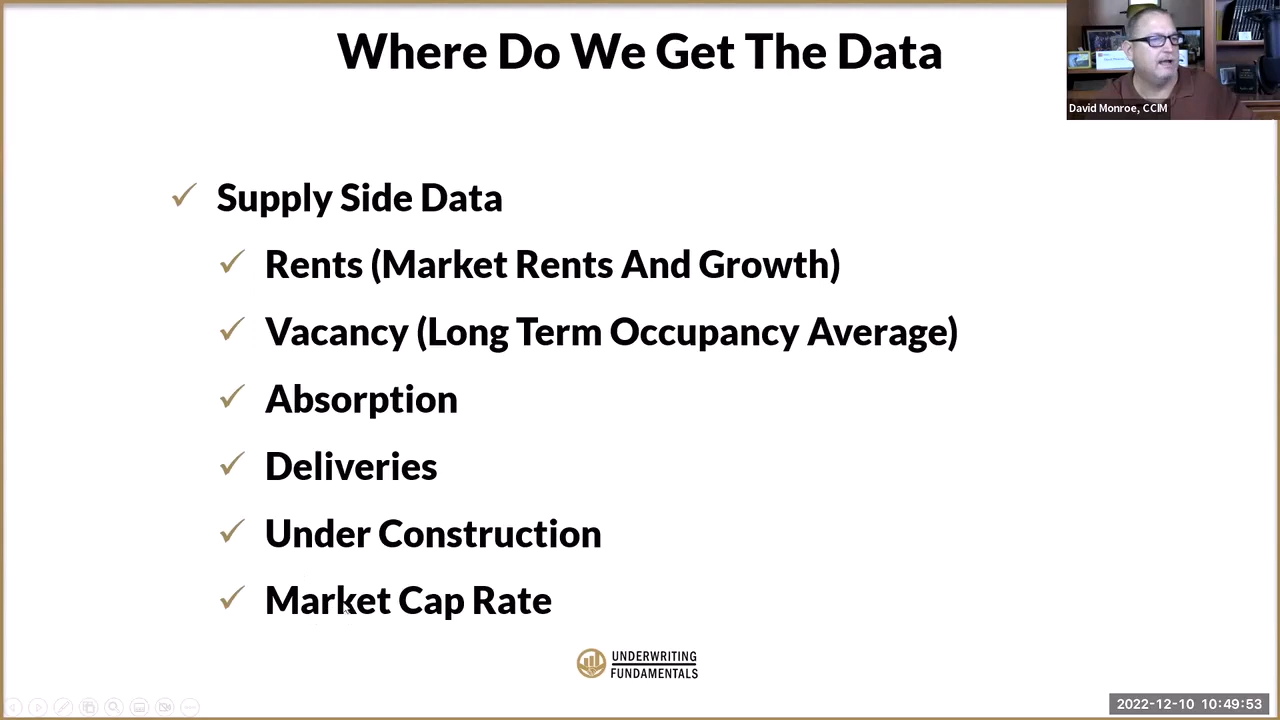 Where Do We Get The Data
David Monroe, CCIM
Supply Side Data
Rents (Market Rents And Growth)
Vacancy (Long Term Occupancy Average)
Absorption
Deliveries
Under Construction
Market Cap Rate
UNDERWRITING
FUNDAMENTALS
2022-12-10 10:49:53